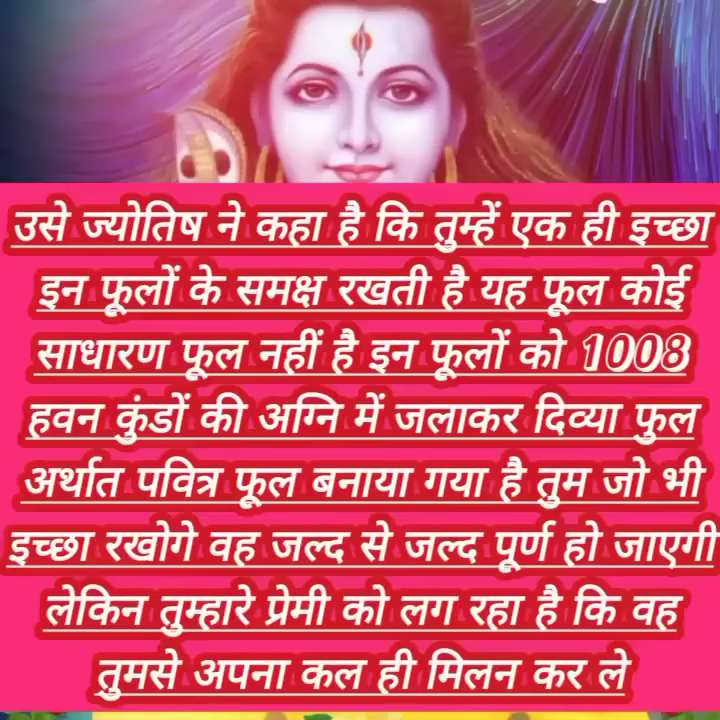 उसे ज्योतिष ने कहा है कि तुम्हें एक ही इच्छा
इन फूलों के समक्ष रखती है यह फूल कोई
साधारण फूल नहीं है इन फूलों को 1008
हवन कुंडों की अग्नि में जलाकर दिव्या फुल
अर्थात पवित्र फूल बनाया गया है तुम जो भी
इच्छा रखोगे वह जल्द से जल्द पूर्ण हो जाएगी
लेकिन तुम्हारे प्रेमी को लग रहा है कि वह
तुमसे अपना कल ही मिलन कर ले